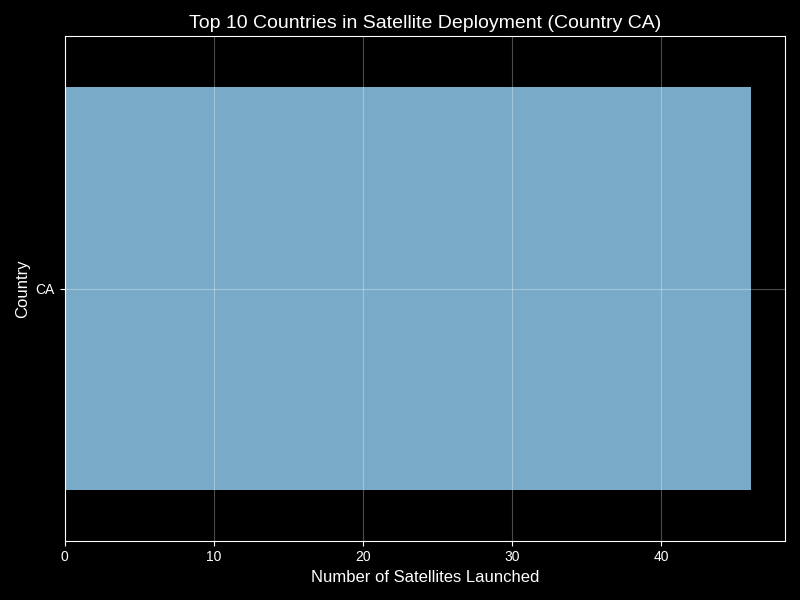 Top 10 Countries in Satellite Deployment (Country CA)
Country
CA
0 10 20 30 40
Number of Satellites Launched